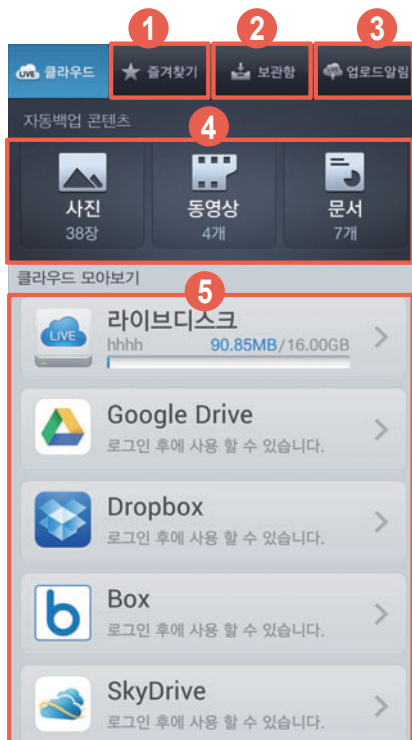 1 2 3
LIVE 클라우드 즐겨찾기 보관함 업로드알림
자동백업 콘텐츠
4
사진 동영상 문서
38장 4개 7개
클라우드 모아보기
5
LIVE 라이브디스크
hhhh 90.85MB/16.00GB
Google Drive
로그인 후에 사용 할 수 있습니다.
Dropbox
로그인 후에 사용 할 수 있습니다.
b Box
로그인 후에 사용 할 수 있습니다.
SkyDrive
로그인 후에 사용 할 수 있습니다.